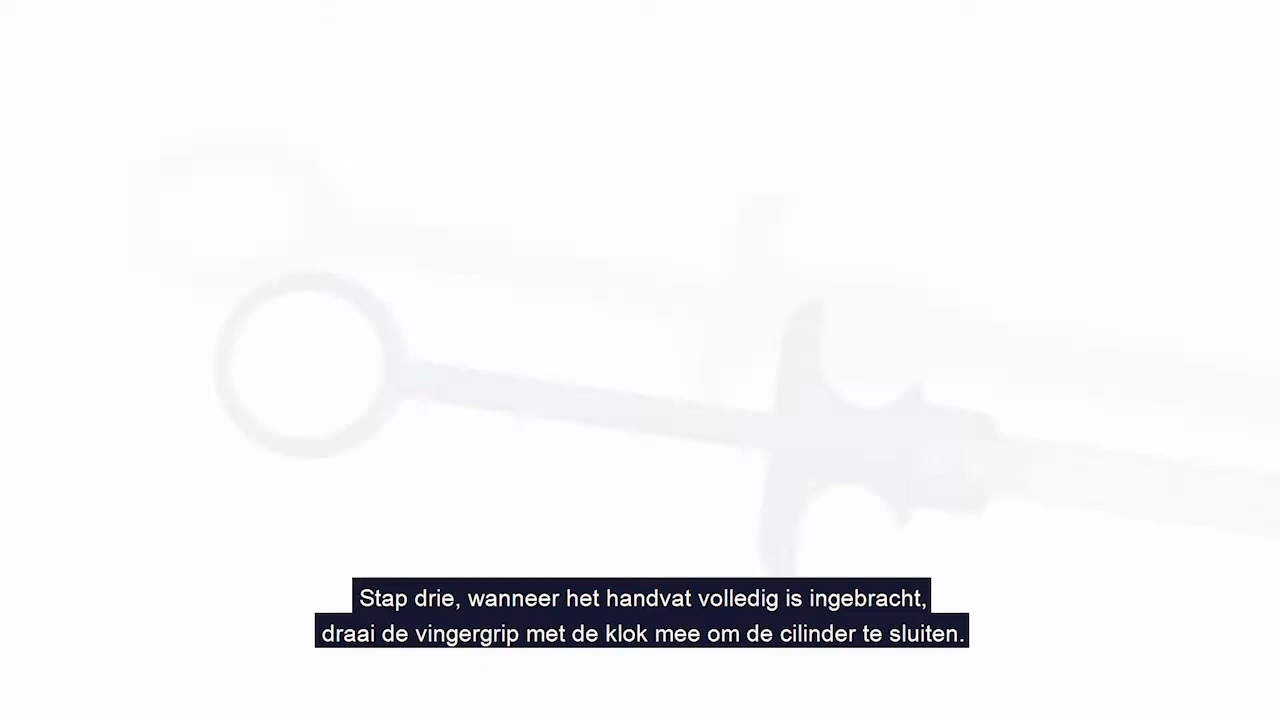 Stap drie, wanneer het handvat volledig is ingebracht,
draai de vingergrip met de klok mee om de cilinder te sluiten.